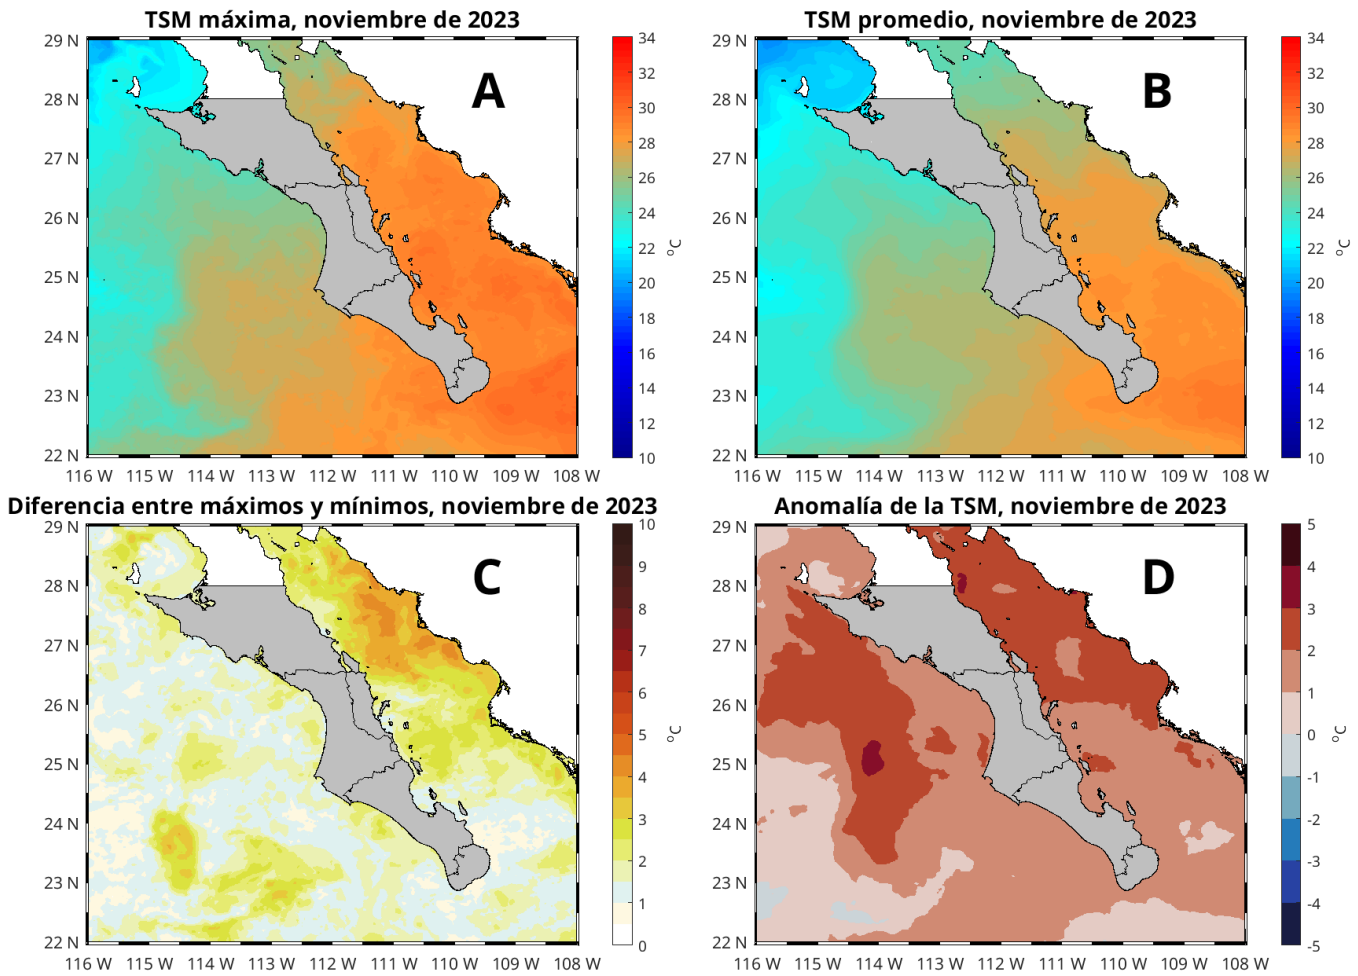 TSM máxima, noviembre de 2023
29 N
28 N
27 N
26 N
25 N
24 N
23 N
22 N
116 W 115 W 114 W 113 W 112 W 111 W 110 W 109 W 108 W
A
34
32
30
28
26
24
22
20
18
16
14
12
10
°C
TSM promedio, noviembre de 2023
29 N
28 N
27 N
26 N
25 N
24 N
23 N
22 N
116 W 115 W 114 W 113 W 112 W 111 W 110 W 109 W 108 W
B
34
32
30
28
26
24
22
20
18
16
14
12
10
°C
Diferencia entre máximos y mínimos, noviembre de 2023
29 N
28 N
27 N
26 N
25 N
24 N
23 N
22 N
116 W 115 W 114 W 113 W 112 W 111 W 110 W 109 W 108 W
C
10
9
8
7
6
5
4
3
2
1
0
°C
Anomalía de la TSM, noviembre de 2023
29 N
28 N
27 N
26 N
25 N
24 N
23 N
22 N
116 W 115 W 114 W 113 W 112 W 111 W 110 W 109 W 108 W
D
5
4
3
2
1
0
-1
-2
-3
-4
-5
°C